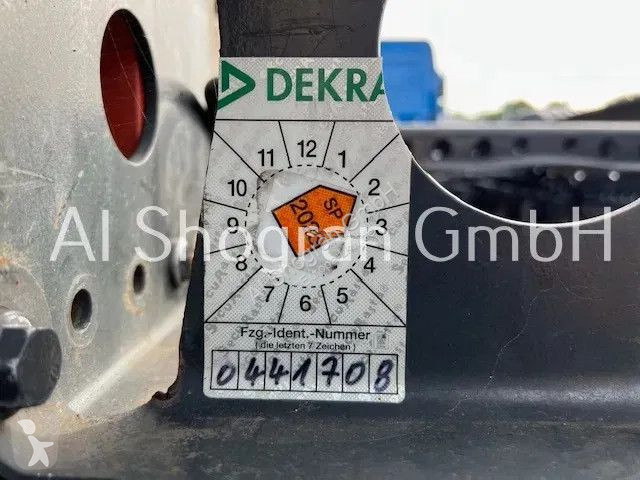 DEKRA
11 12 1
10 2
9 3
8 4
7 6 5
SP
Al Shogran GmbH
Fzg.-Ident.-Nummer
(die letzten 7 Zeichen)
0441708